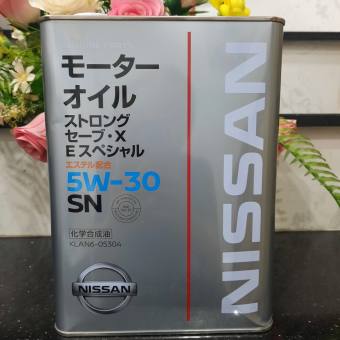 モーター
オイル
ストロング
セーブ・X
Eスペシャル
エステル配合
5W-30
SN
化学合成油
KLAN6-05304
NISSAN
NISSAN